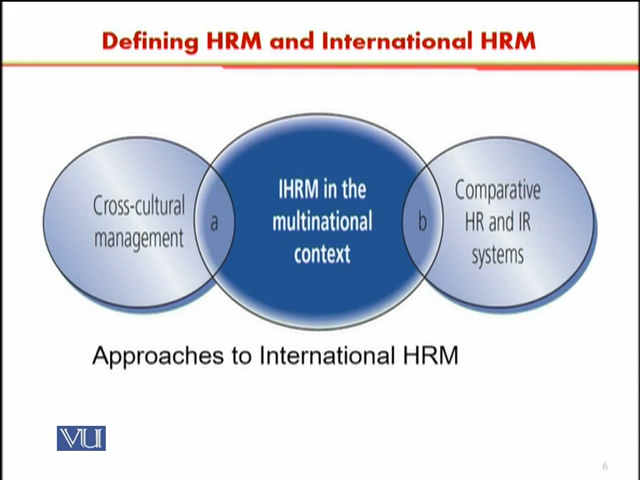 Defining HRM and International HRM
Cross-cultural
management
a
IHRM in the
multinational
context
b
Comparative
HR and IR
systems
Approaches to International HRM
VU
6